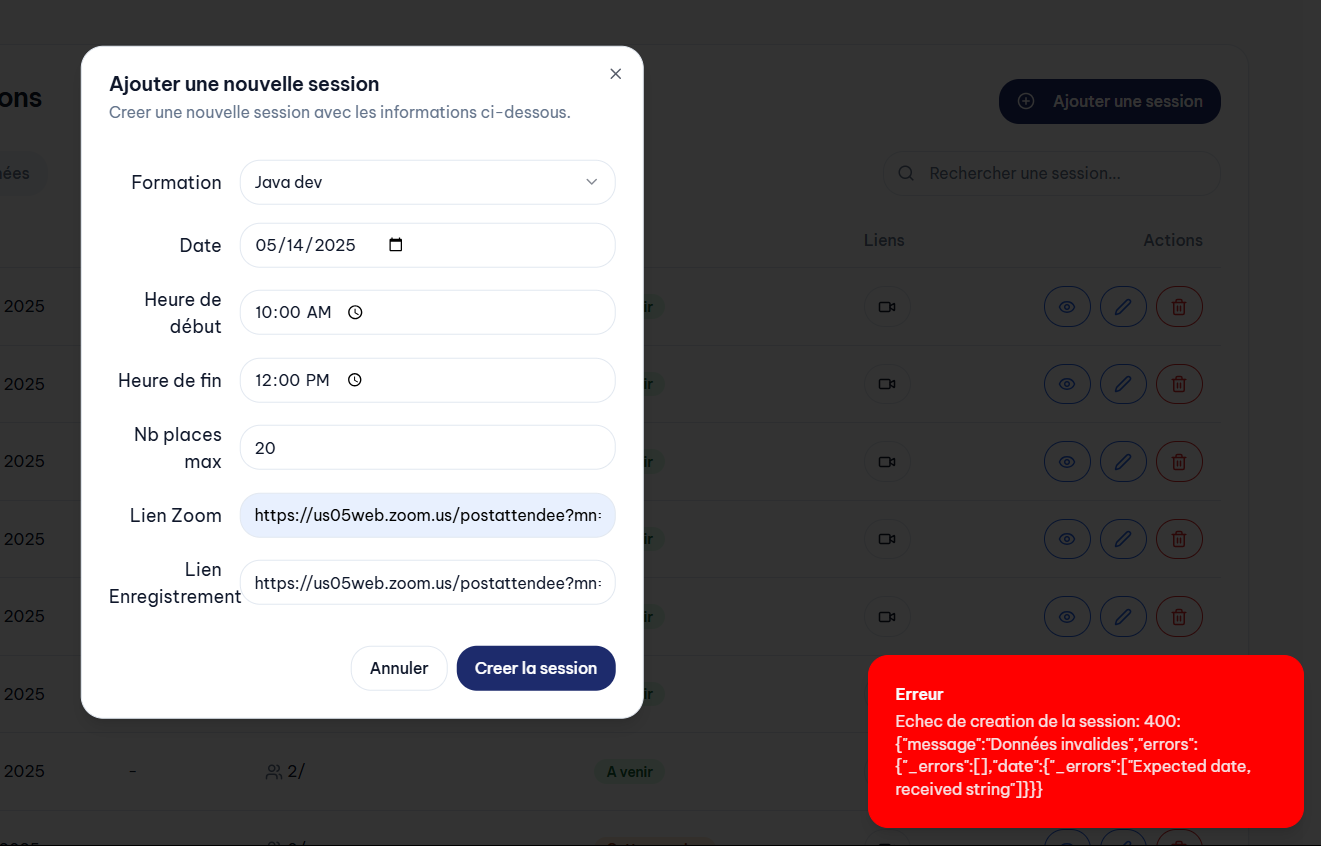 Ajouter une nouvelle session
Creer une nouvelle session avec les informations ci-dessous.
Formation
Java dev
Date
05/14/2025
Heure de
début
10:00 AM
Heure de fin
12:00 PM
Nb places
max
20
Lien Zoom
https://us05web.zoom.us/postattendee?mn=
Lien
Enregistrement
https://us05web.zoom.us/postattendee?mn=
Annuler
Creer la session
Ajouter une session
Rechercher une session...
Liens
Actions
2025
2025
2025
2025
2025
2025
2025
-
2/
A venir
Erreur
Echec de creation de la session: 400:
{"message":"Données invalides","errors":
{"_errors":[],"date":{"_errors":["Expected date,
received string"]}}}